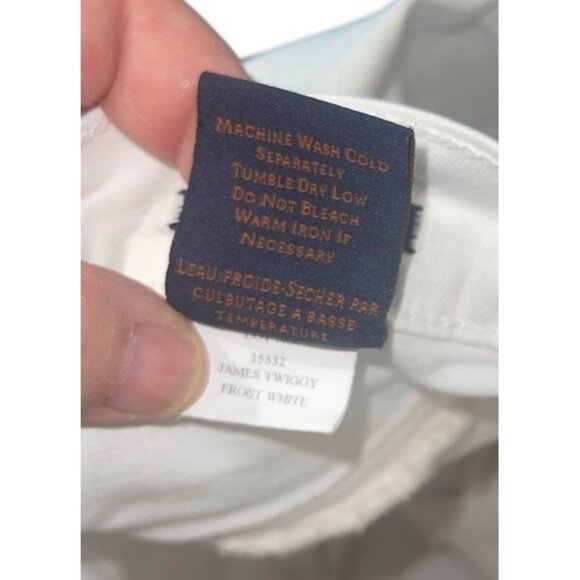 MACHINE WASH COLD
SEPARATELY
TUMBLE DRY LOW
DO NOT BLEACH
WARM IRON IF
NECESSARY
L'EAU FROIDE-SECHER PAR
CULBUTAGE A BASSE
TEMPERATURE
15332
JAMES TWIGGY
FROST WHITE